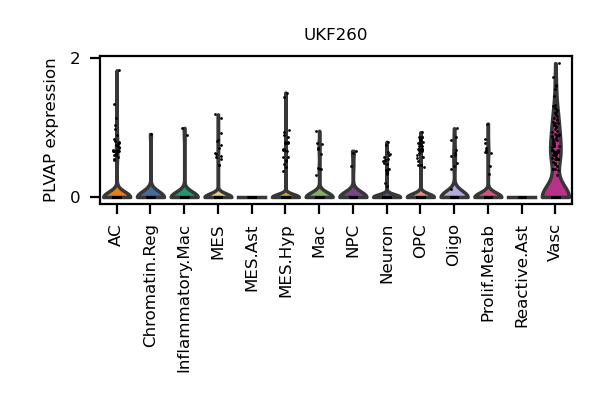 UKF260
PLVAP expression
2
0
AC
Chromatin.Reg
Inflammatory.Mac
MES
MES.Ast
MES.Hyp
Mac
NPC
Neuron
OPC
Oligo
Prolif.Metab
Reactive.Ast
Vasc